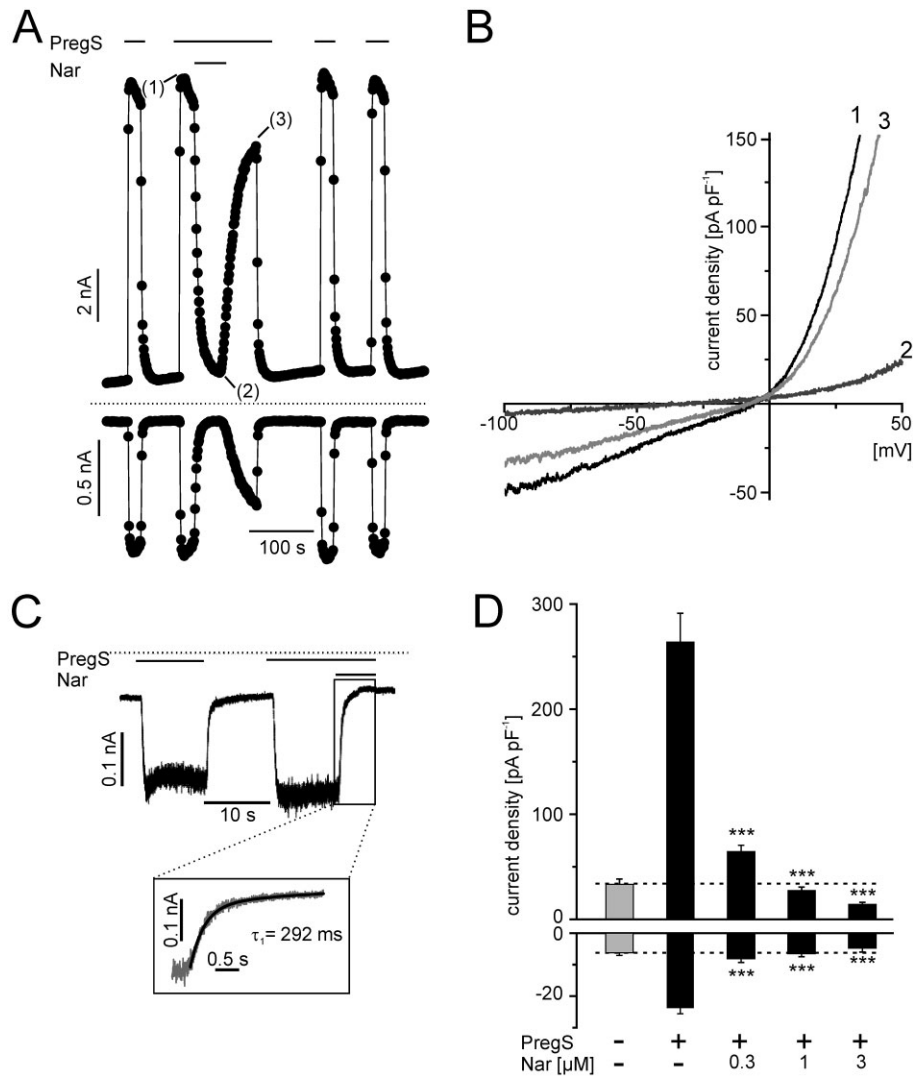 A
PregS
Nar
(1)
(3)
(2)
2 nA
0.5 nA
100 s
B
1
3
2
current density [pA pF⁻¹]
150
100
50
-50
-100
-50
50
[mV]
C
PregS
Nar
0.1 nA
10 s
0.1 nA
τ₁= 292 ms
0.5 s
D
current density [pA pF⁻¹]
300
200
100
0
0
-20
***
***
***
***
***
***
PregS - + + + +
Nar [µM] - - 0.3 1 3